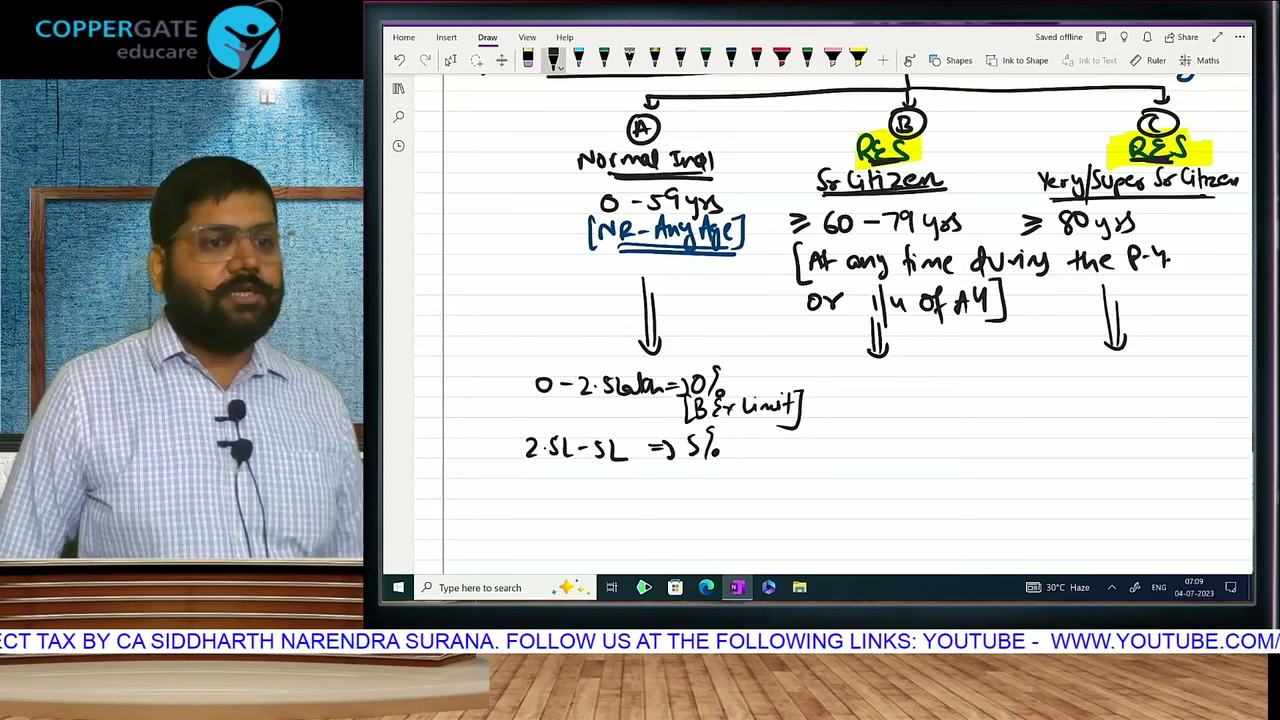 COPPERGATE
educare
Home Insert Draw View Help
Saved offline
Share
Shapes
Ink to Shape
Ink to Text
Ruler
Maths
A
Normal Indl
0 - 59 yrs
[NR - Any Age]
B
RES
Sr Citizen
≥ 60 - 79 yrs
C
RES
Very/Super Sr Citizen
≥ 80 yrs
[At any time during the P.Y.
or 1/4 of AY]
0 - 2.5 Lakh => 0%
[B Ex Limit]
2.5L - 5L => 5%
Type here to search
30°C Haze
ENG
07:09
04-07-2023
ECT TAX BY CA SIDDHARTH NARENDRA SURANA. FOLLOW US AT THE FOLLOWING LINKS: YOUTUBE - WWW.YOUTUBE.COM/